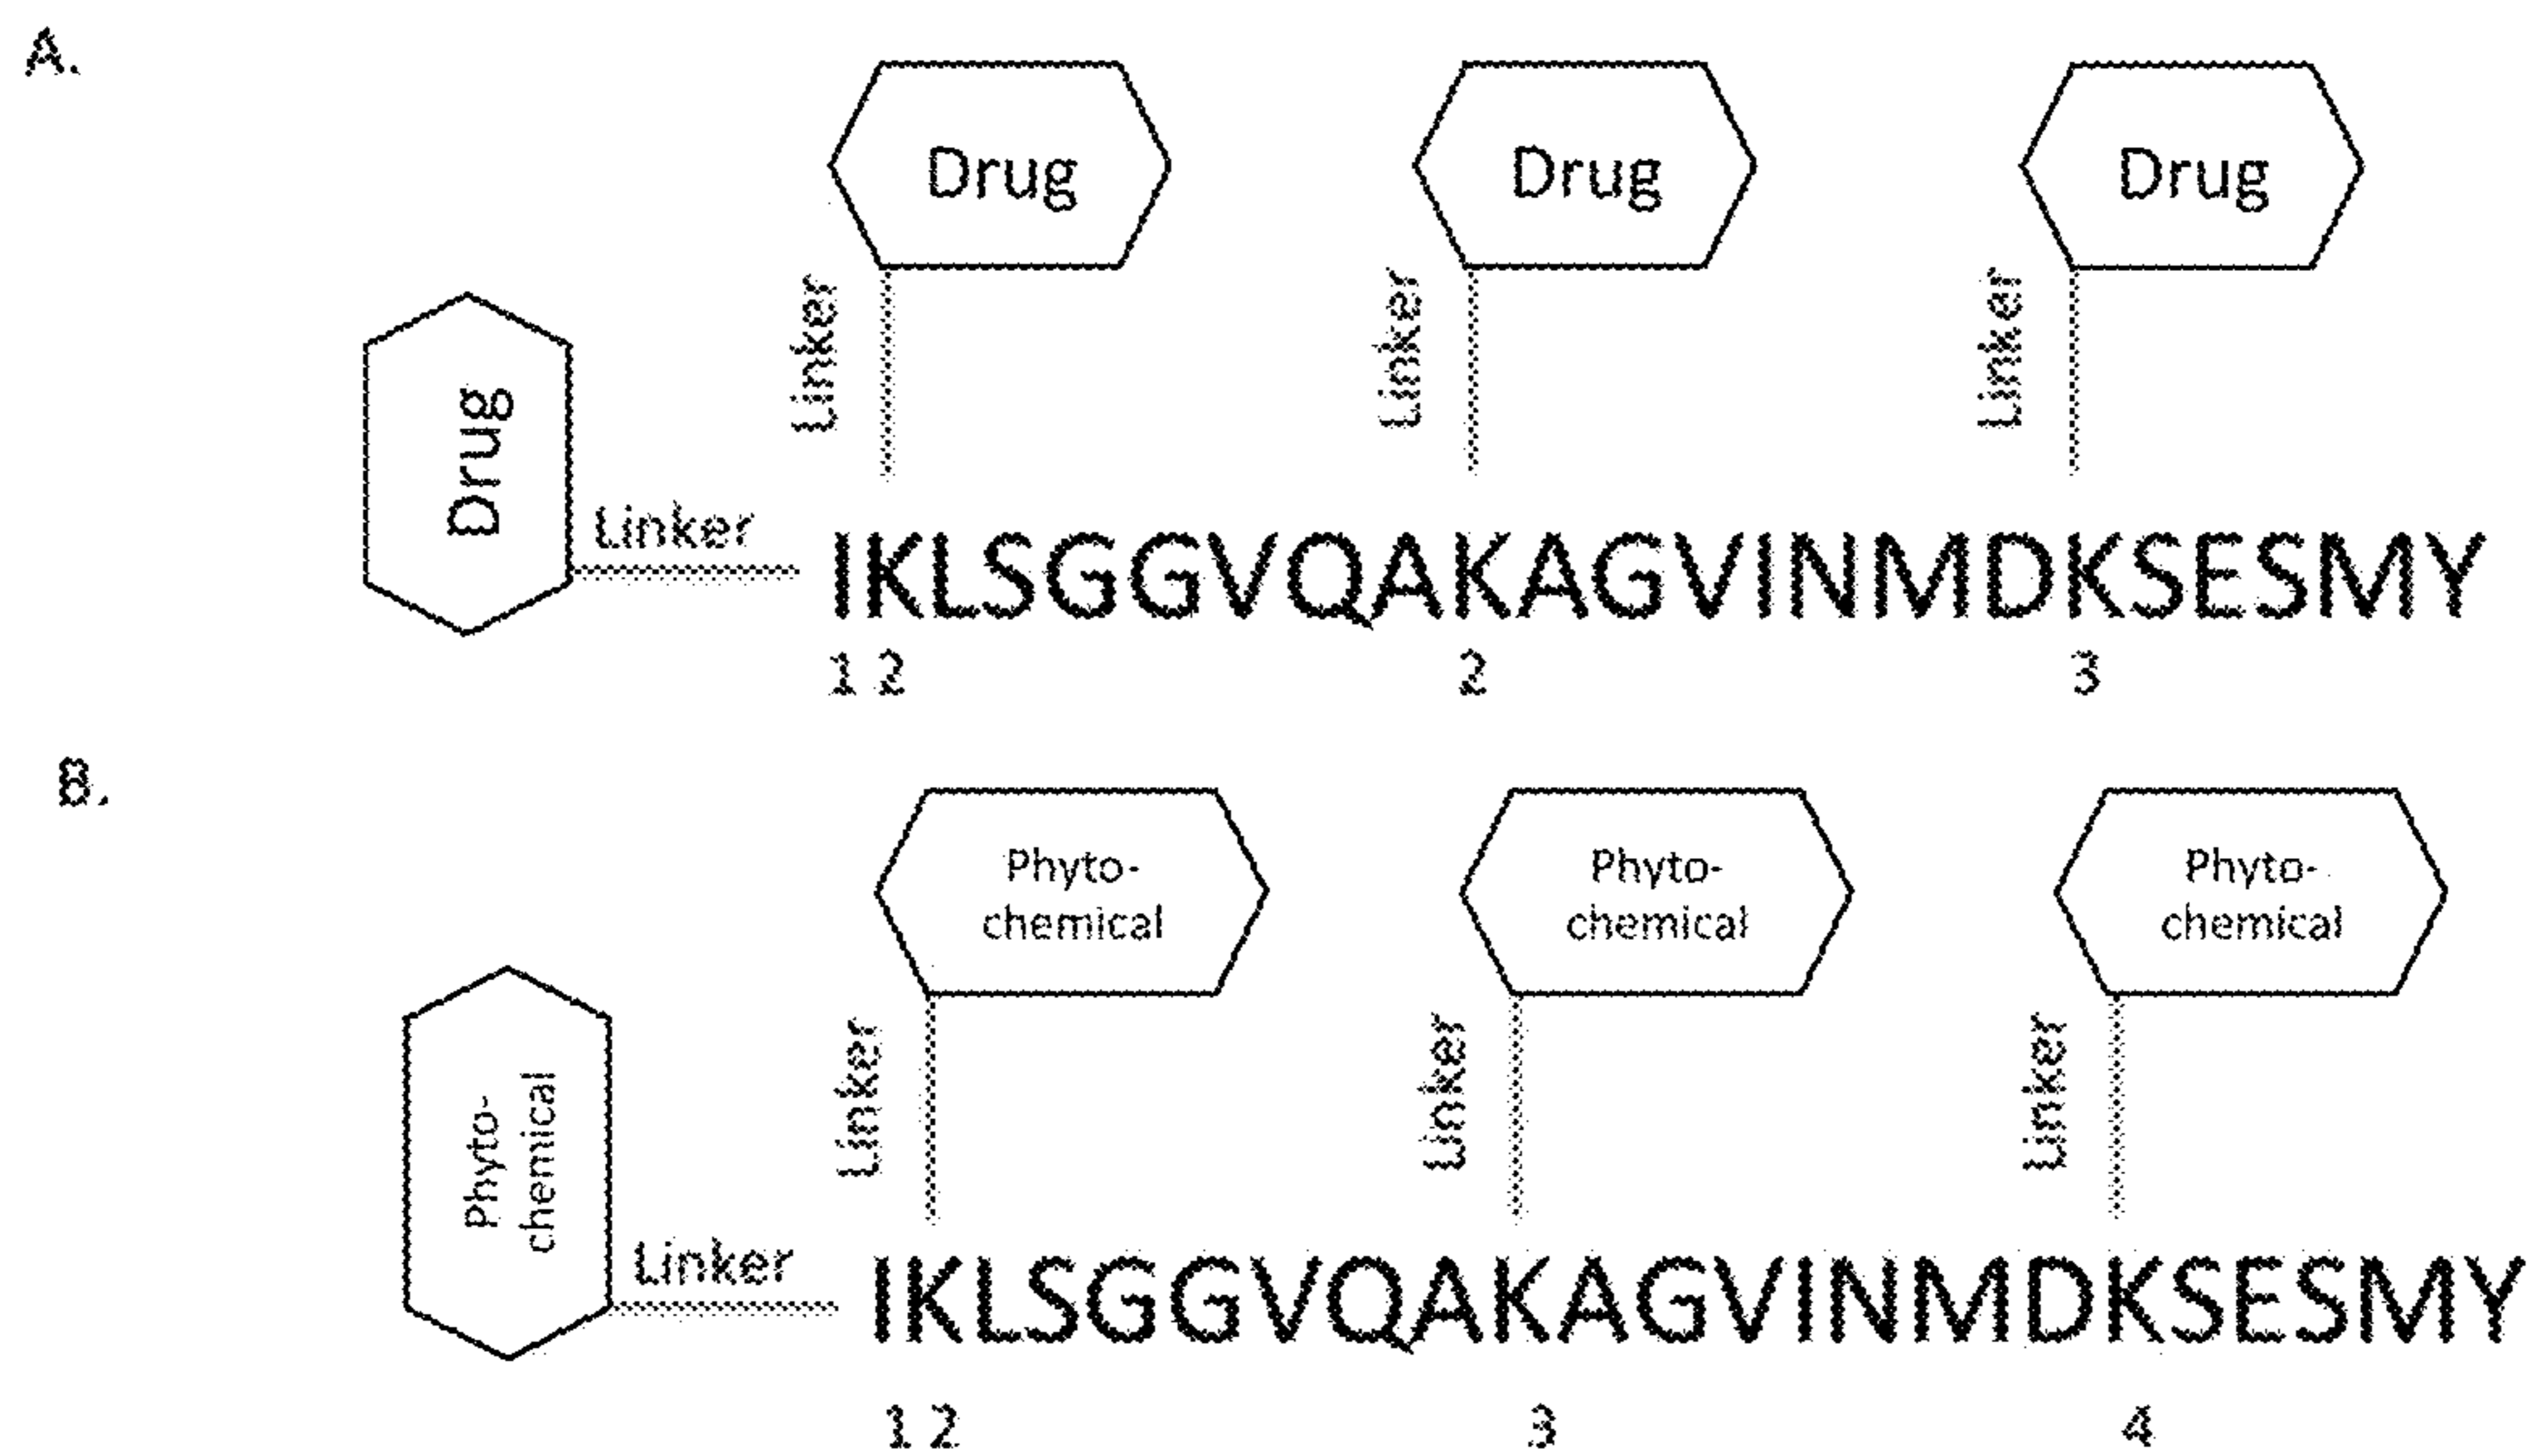 A.
Drug Drug Drug
Linker Linker Linker
Drug
Linker
IKLSGGVQAKAGVINMDKSESMY
1 2 2 3
B.
Phyto- Phyto- Phyto-
chemical chemical chemical
Linker Linker Linker
Phyto-
chemical
Linker
IKLSGGVQAKAGVINMDKSESMY
1 2 3 4